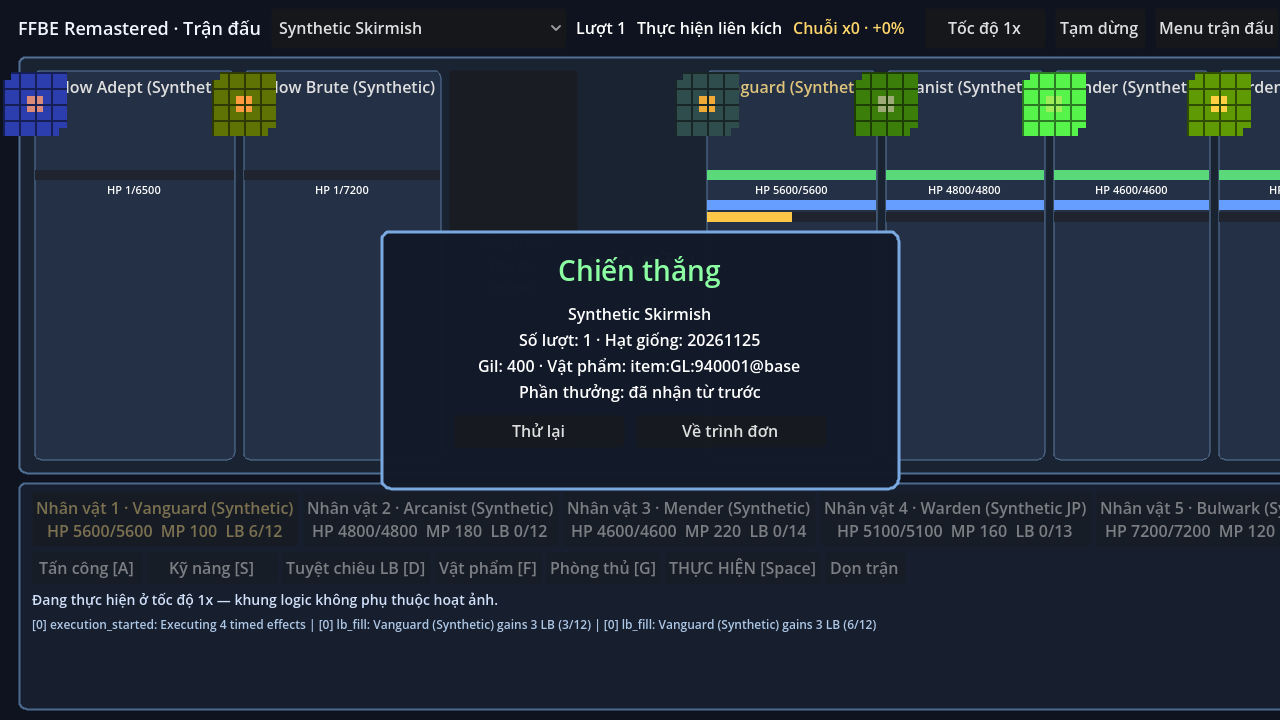 FFBE Remastered · Trận đấu Synthetic Skirmish Lượt 1 Thực hiện liên kích Chuỗi x0 · +0% Tốc độ 1x Tạm dừng Menu trận đấu
low Adept (Synthet low Brute (Synthetic) guard (Synthet anist (Synthe nder (Synthe rden
HP 1/6500 HP 1/7200 HP 5600/5600 HP 4800/4800 HP 4600/4600
Chiến thắng
Synthetic Skirmish
Số lượt: 1 · Hạt giống: 20261125
Gil: 400 · Vật phẩm: item:GL:940001@base
Phần thưởng: đã nhận từ trước
Thử lại Về trình đơn
Nhân vật 1 · Vanguard (Synthetic) Nhân vật 2 · Arcanist (Synthetic) Nhân vật 3 · Mender (Synthetic) Nhân vật 4 · Warden (Synthetic JP) Nhân vật 5 · Bulwark (S
HP 5600/5600 MP 100 LB 6/12 HP 4800/4800 MP 180 LB 0/12 HP 4600/4600 MP 220 LB 0/14 HP 5100/5100 MP 160 LB 0/13 HP 7200/7200 MP 120
Tấn công [A] Kỹ năng [S] Tuyệt chiêu LB [D] Vật phẩm [F] Phòng thủ [G] THỰC HIỆN [Space] Dọn trận
Đang thực hiện ở tốc độ 1x — khung logic không phụ thuộc hoạt ảnh.
[0] execution_started: Executing 4 timed effects | [0] lb_fill: Vanguard (Synthetic) gains 3 LB (3/12) | [0] lb_fill: Vanguard (Synthetic) gains 3 LB (6/12)